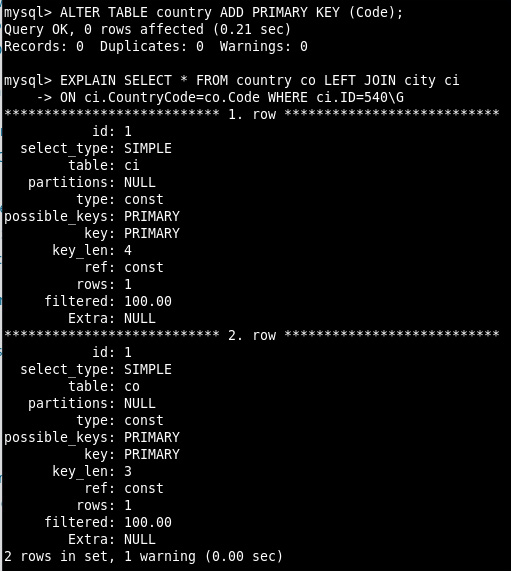 mysql> ALTER TABLE country ADD PRIMARY KEY (Code);
Query OK, 0 rows affected (0.21 sec)
Records: 0  Duplicates: 0  Warnings: 0

mysql> EXPLAIN SELECT * FROM country co LEFT JOIN city ci
    -> ON ci.CountryCode=co.Code WHERE ci.ID=540\G
*************************** 1. row ***************************
           id: 1
  select_type: SIMPLE
        table: ci
   partitions: NULL
         type: const
possible_keys: PRIMARY
          key: PRIMARY
      key_len: 4
          ref: const
         rows: 1
     filtered: 100.00
        Extra: NULL
*************************** 2. row ***************************
           id: 1
  select_type: SIMPLE
        table: co
   partitions: NULL
         type: const
possible_keys: PRIMARY
          key: PRIMARY
      key_len: 3
          ref: const
         rows: 1
     filtered: 100.00
        Extra: NULL
2 rows in set, 1 warning (0.00 sec)